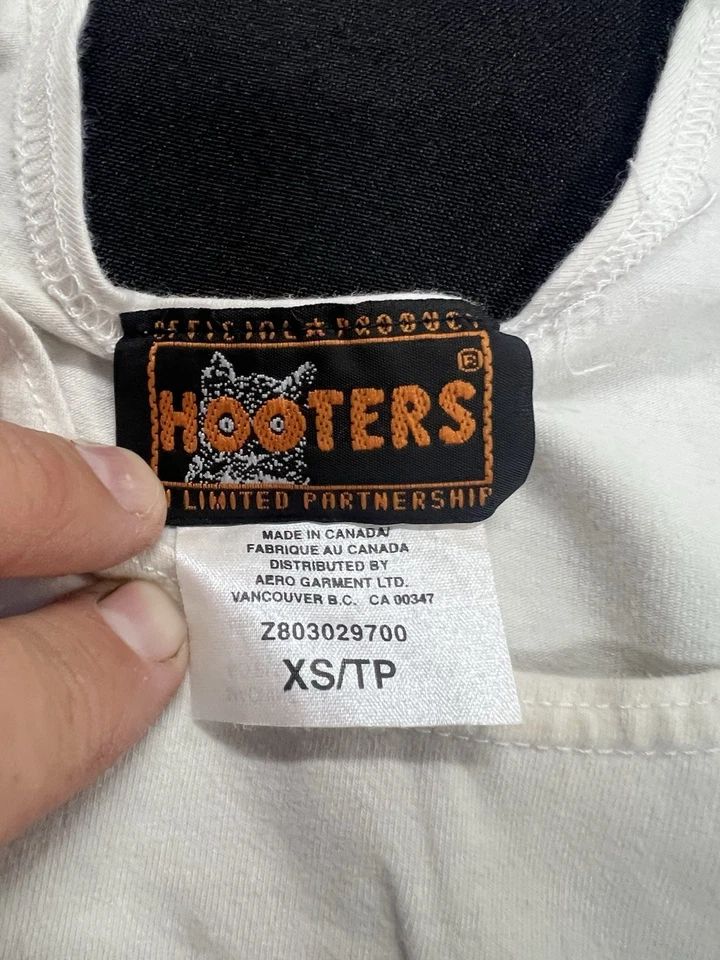 OFFICIAL ★ PRODUCT
HOOTERS ®
LIMITED PARTNERSHIP
MADE IN CANADA/
FABRIQUE AU CANADA
DISTRIBUTED BY
AERO GARMENT LTD.
VANCOUVER B.C. CA 00347
Z803029700
XS/TP